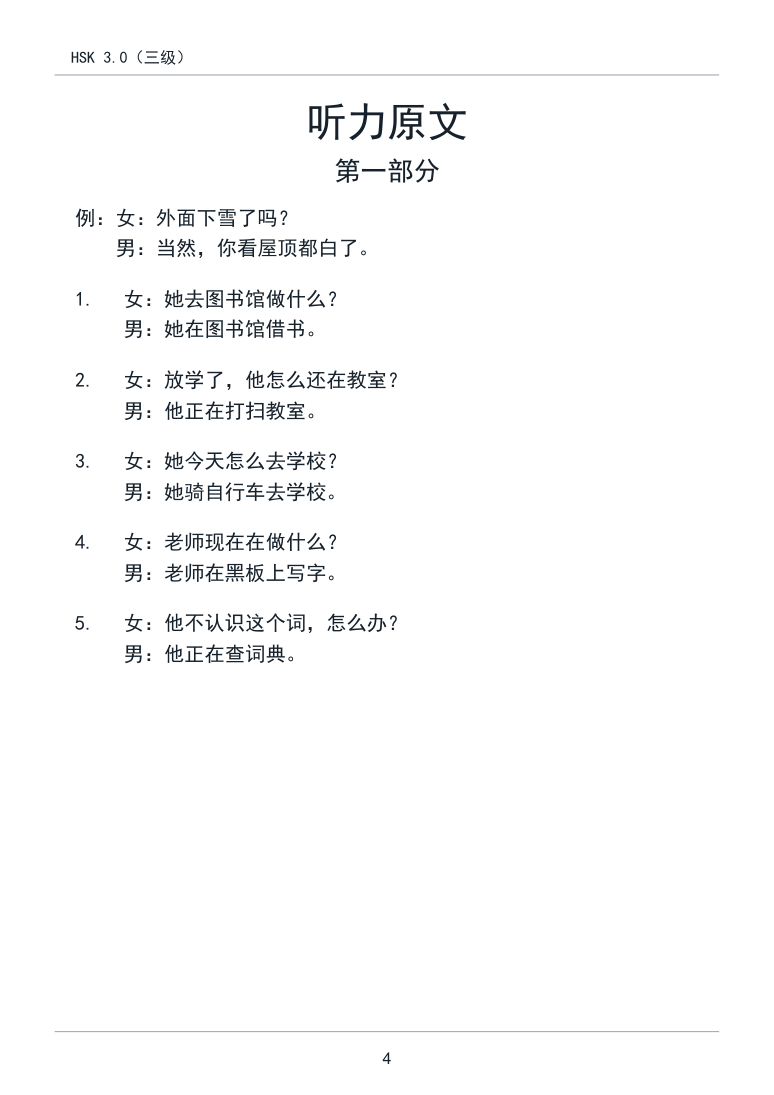 HSK 3.0（三级）
听力原文
第一部分
例：女：外面下雪了吗？
男：当然，你看屋顶都白了。
1. 女：她去图书馆做什么？
男：她在图书馆借书。
2. 女：放学了，他怎么还在教室？
男：他正在打扫教室。
3. 女：她今天怎么去学校？
男：她骑自行车去学校。
4. 女：老师现在在做什么？
男：老师在黑板上写字。
5. 女：他不认识这个词，怎么办？
男：他正在查词典。
4